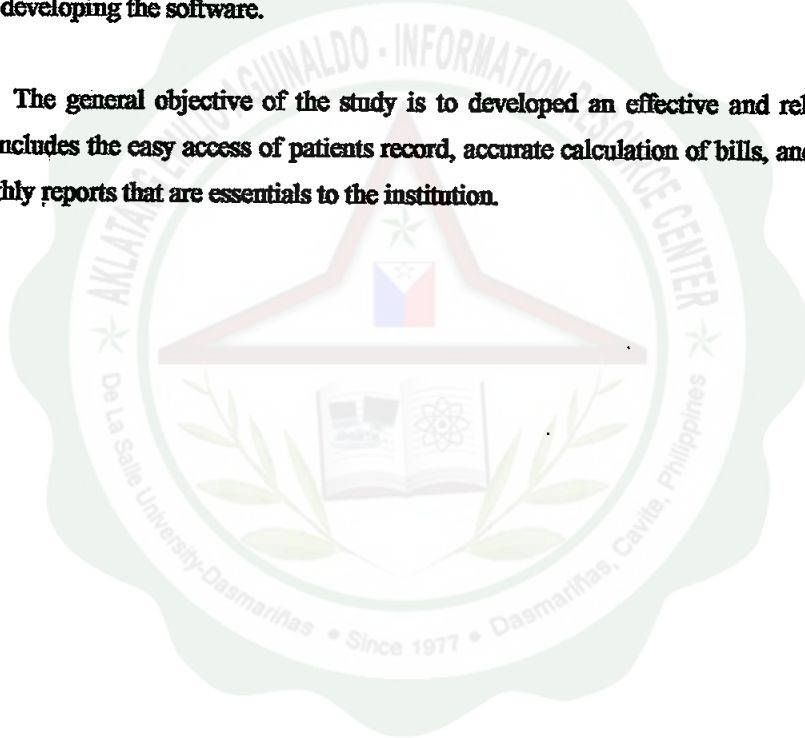 developing the software.
The general objective of the study is to developed an effective and rel
ncludes the easy access of patients record, accurate calculation of bills, and
hly reports that are essentials to the institution.
AKLATANG EMILIO AGUINALDO - INFORMATION RESOURCE CENTER
De La Salle University-Dasmariñas • Since 1977 • Dasmariñas, Cavite, Philippines